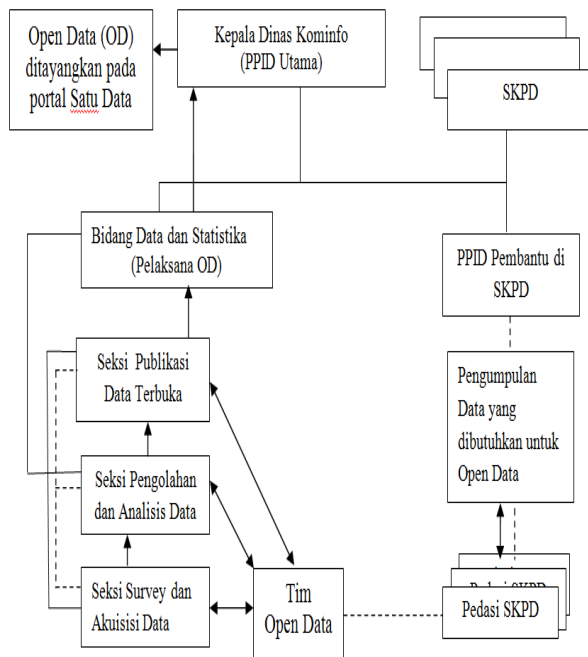 Open Data (OD)
ditayangkan pada
portal Satu Data
Kepala Dinas Kominfo
(PPID Utama)
SKPD
Bidang Data dan Statistika
(Pelaksana OD)
PPID Pembantu di
SKPD
Seksi Publikasi
Data Terbuka
Pengumpulan
Data yang
dibutuhkan untuk
Open Data
Seksi Pengolahan
dan Analisis Data
Seksi Survey dan
Akuisisi Data
Tim
Open Data
Pedasi SKPD